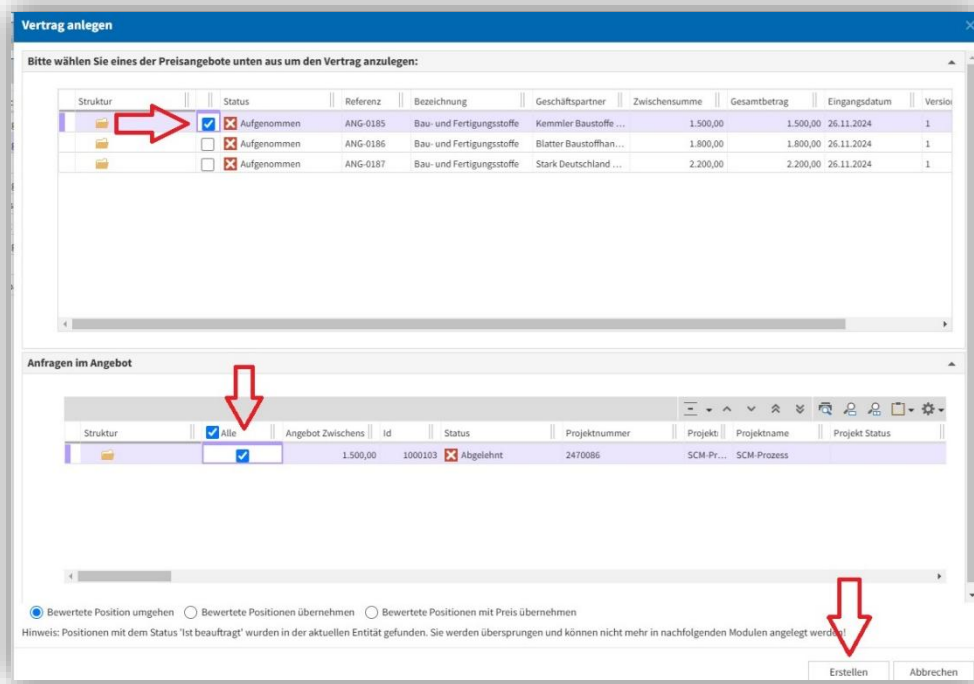 Vertrag anlegen
Bitte wählen Sie eines der Preisangebote unten aus um den Vertrag anzulegen:
Struktur Status Referenz Bezeichnung Geschäftspartner Zwischensumme Gesamtbetrag Eingangsdatum Versio
Aufgenommen ANG-0185 Bau- und Fertigungsstoffe Kemmler Baustoffe ... 1.500,00 1.500,00 26.11.2024 1
Aufgenommen ANG-0186 Bau- und Fertigungsstoffe Blatter Baustoffhan... 1.800,00 1.800,00 26.11.2024 1
Aufgenommen ANG-0187 Bau- und Fertigungsstoffe Stark Deutschland ... 2.200,00 2.200,00 26.11.2024 1
Anfragen im Angebot
Struktur Alle Angebot Zwischens Id Status Projektnummer Projekt Projektname Projekt Status
1.500,00 1000103 Abgelehnt 2470086 SCM-Pr... SCM-Prozess
Bewertete Position umgehen Bewertete Positionen übernehmen Bewertete Positionen mit Preis übernehmen
Hinweis: Positionen mit dem Status 'Ist beauftragt' wurden in der aktuellen Entität gefunden. Sie werden übersprungen und können nicht mehr in nachfolgenden Modulen angelegt werden!
Erstellen Abbrechen